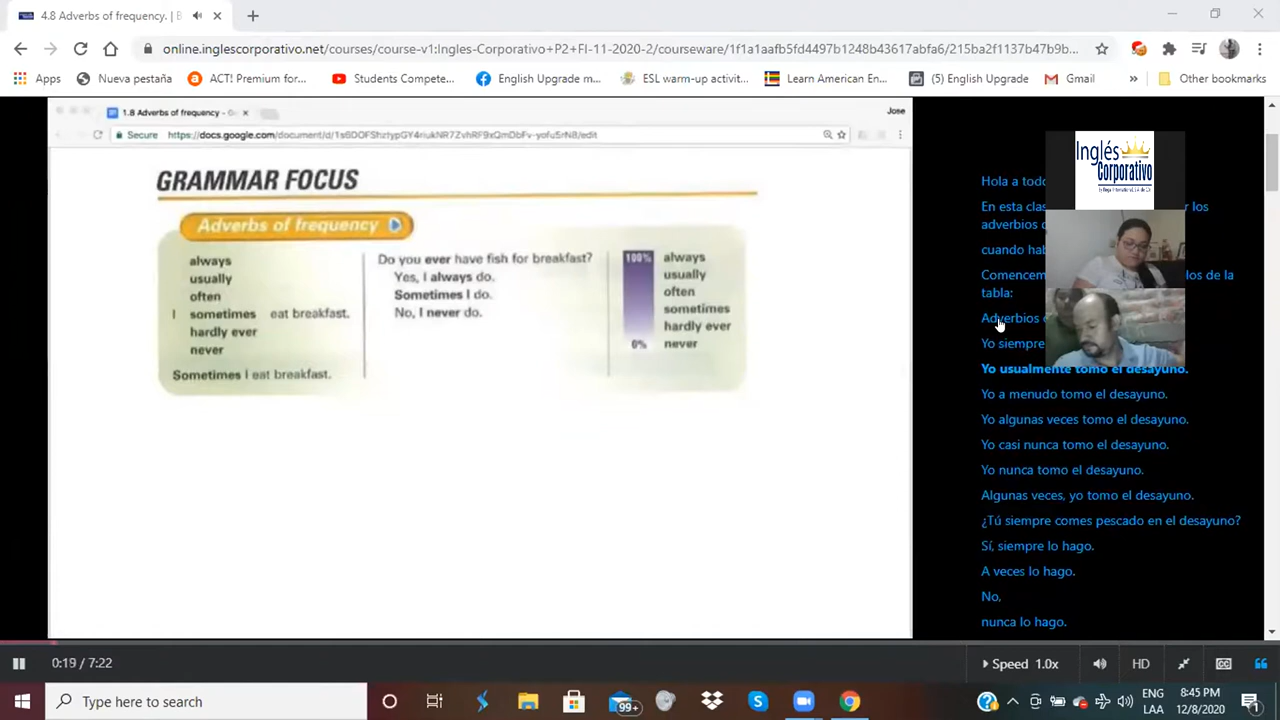 4.8 Adverbs of frequency. | B
online.inglescorporativo.net/courses/course-v1:Ingles-Corporativo+P2+FI-11-2020-2/courseware/1f1a1aafb5fd4497b1248b43617abfa6/215ba2f1137b47b9b...
Apps Nueva pestaña ACT! Premium for... Students Compete... English Upgrade m... ESL warm-up activit... Learn American En... (5) English Upgrade Gmail » Other bookmarks
1.8 Adverbs of frequency - Jose
Secure
GRAMMAR FOCUS
Adverbs of frequency
always
usually
often
I sometimes eat breakfast.
hardly ever
never
Sometimes I eat breakfast.
Do you ever have fish for breakfast?
Yes, I always do.
Sometimes I do.
No, I never do.
100% always
usually
often
sometimes
hardly ever
0% never
Inglés
Corporativo
Hola a
En esta los
adverbios
cuando
los de la
tabla:
Adverbios
Yo siempre
Yo usualmente tomo el desayuno.
Yo a menudo tomo el desayuno.
Yo algunas veces tomo el desayuno.
Yo casi nunca tomo el desayuno.
Yo nunca tomo el desayuno.
Algunas veces, yo tomo el desayuno.
¿Tú siempre comes pescado en el desayuno?
Sí, siempre lo hago.
A veces lo hago.
No,
nunca lo hago.
0:19 / 7:22 Speed 1.0x HD
Type here to search 99+ ENG 8:45 PM
LAA 12/8/2020 1